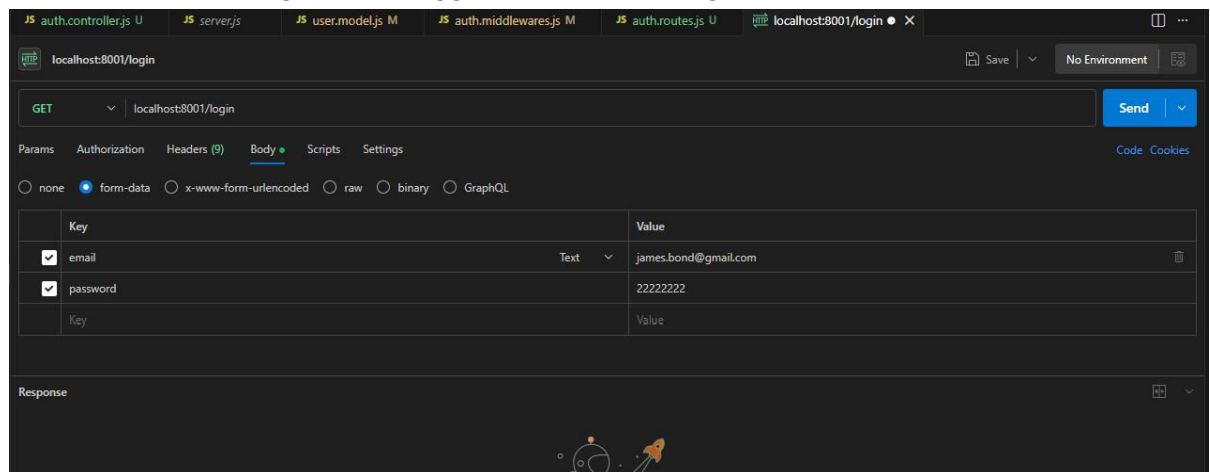 JS auth.controller.js U JS server.js JS user.model.js M JS auth.middlewares.js M JS auth.routes.js U HTTP localhost:8001/login ...
HTTP localhost:8001/login Save No Environment
GET localhost:8001/login Send
Params Authorization Headers (9) Body Scripts Settings Code Cookies
none form-data x-www-form-urlencoded raw binary GraphQL
Key Value
email Text james.bond@gmail.com
password 22222222
Key Value
Response